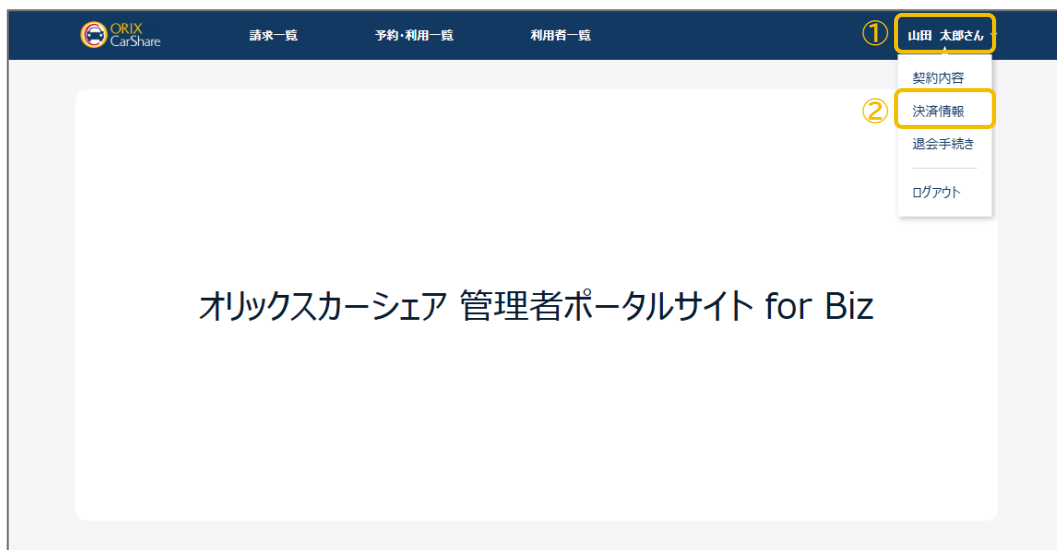 ORIX
CarShare
請求一覧
予約・利用一覧
利用者一覧
①
山田 太郎さん
契約内容
②
決済情報
退会手続き
ログアウト
オリックスカーシェア 管理者ポータルサイト for Biz